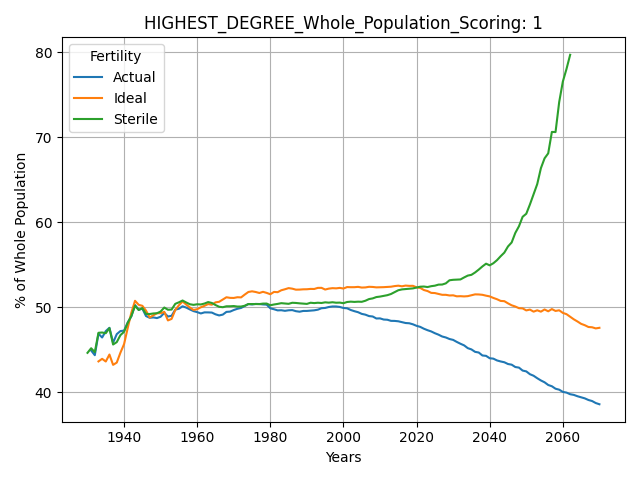 HIGHEST_DEGREE_Whole_Population_Scoring: 1
% of Whole Population
80
70
60
50
40
Fertility
Actual
Ideal
Sterile
1940 1960 1980 2000 2020 2040 2060
Years